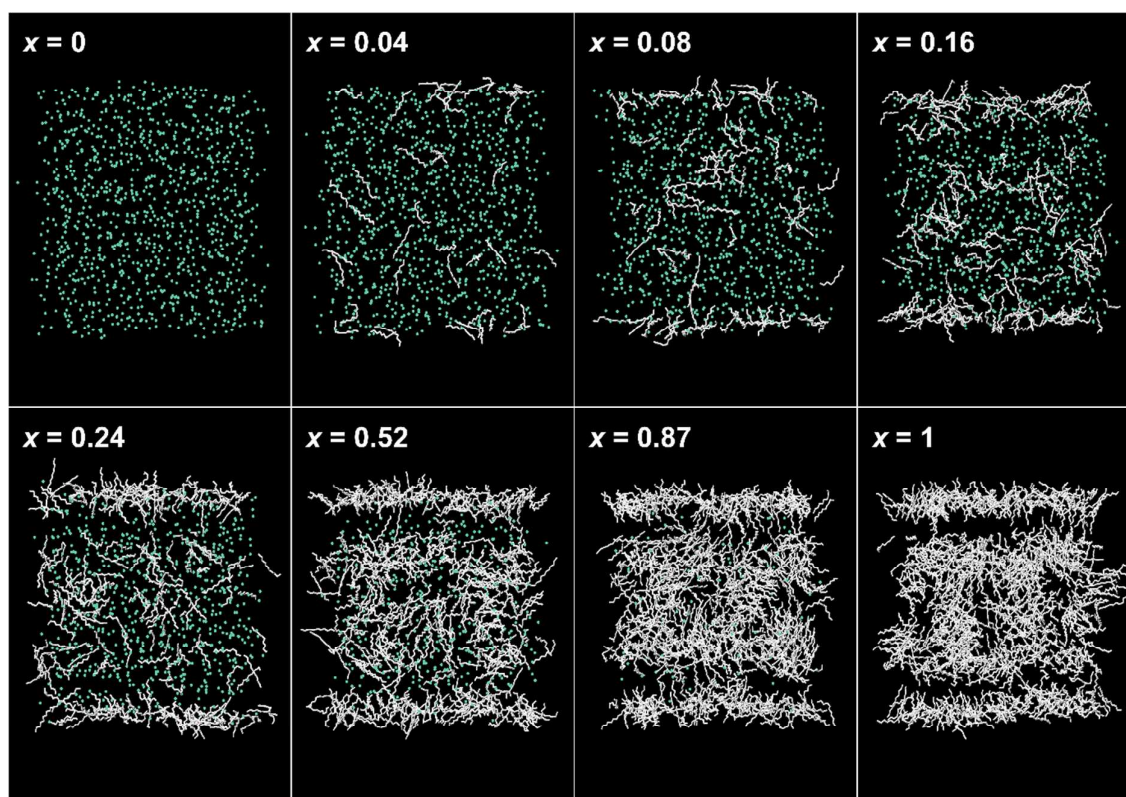 x = 0
x = 0.04
x = 0.08
x = 0.16
x = 0.24
x = 0.52
x = 0.87
x = 1